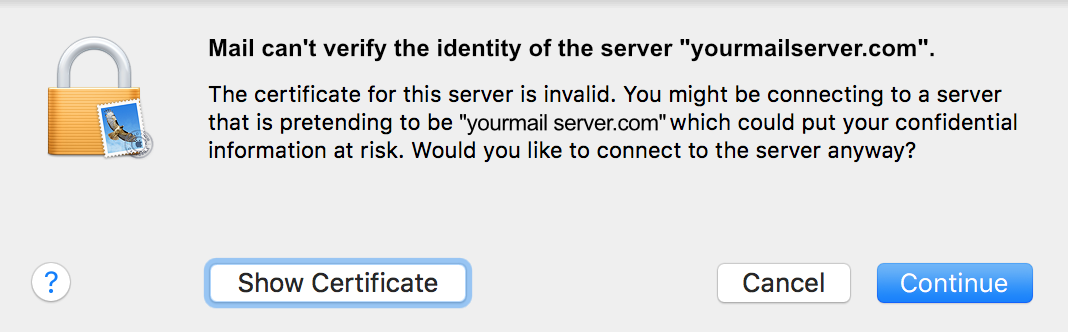 Mail can't verify the identity of the server "yourmailserver.com".
The certificate for this server is invalid. You might be connecting to a server
that is pretending to be "yourmail server.com" which could put your confidential
information at risk. Would you like to connect to the server anyway?
?
Show Certificate
Cancel
Continue